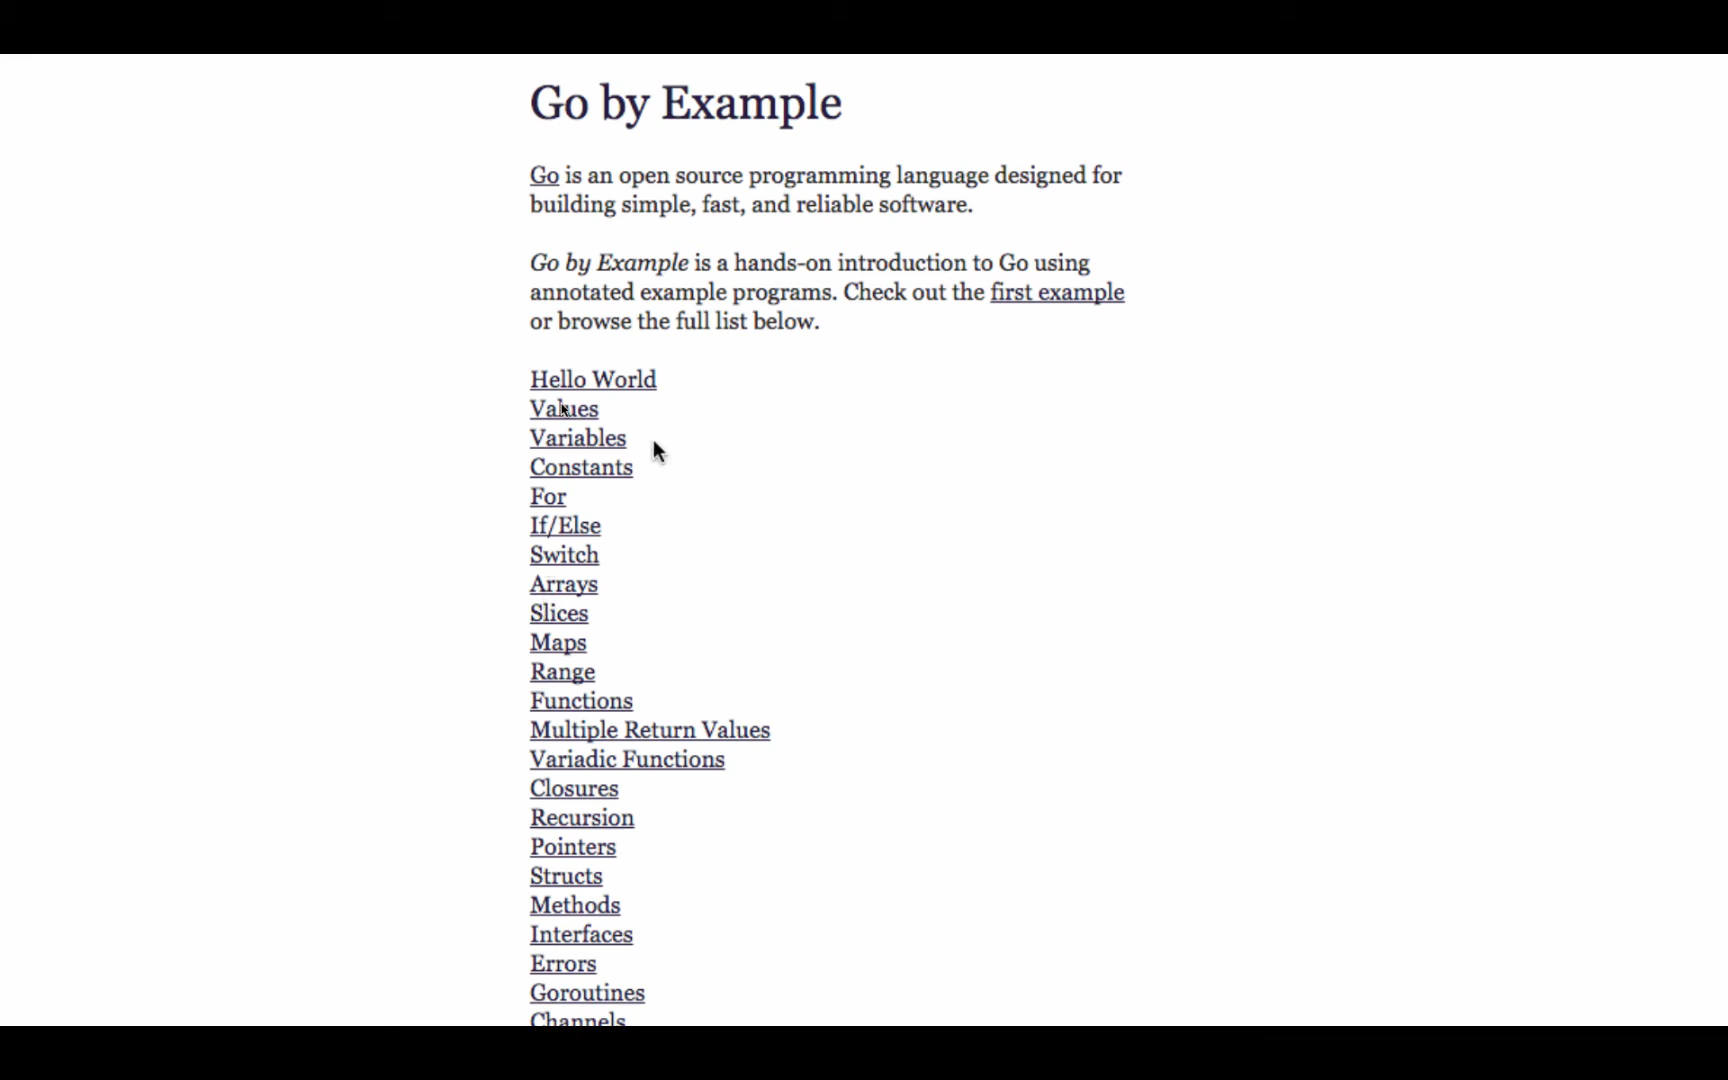 Go by Example
Go is an open source programming language designed for
building simple, fast, and reliable software.
Go by Example is a hands-on introduction to Go using
annotated example programs. Check out the first example
or browse the full list below.
Hello World
Values
Variables
Constants
For
If/Else
Switch
Arrays
Slices
Maps
Range
Functions
Multiple Return Values
Variadic Functions
Closures
Recursion
Pointers
Structs
Methods
Interfaces
Errors
Goroutines
Channels